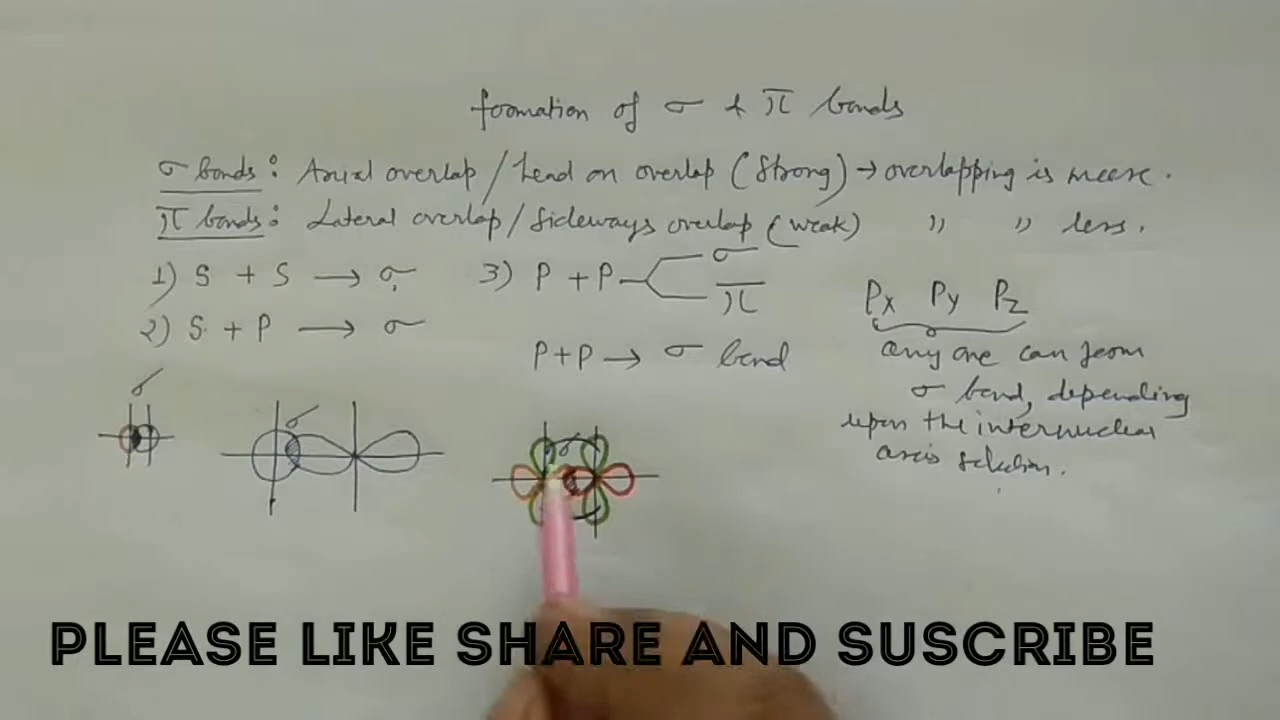 formation of σ & π bonds
σ bonds: Axial overlap / head on overlap (strong) → overlapping is more.
π bonds: Lateral overlap / sideways overlap (weak) " " less.
1) S + S → σ
3) P + P σ
π
2) S + P → σ
Px Py Pz
P+P → σ bond
any one can form
σ bond, depending
upon the internuclear
axis
σ
σ
σ
PLEASE LIKE SHARE AND SUSCRIBE